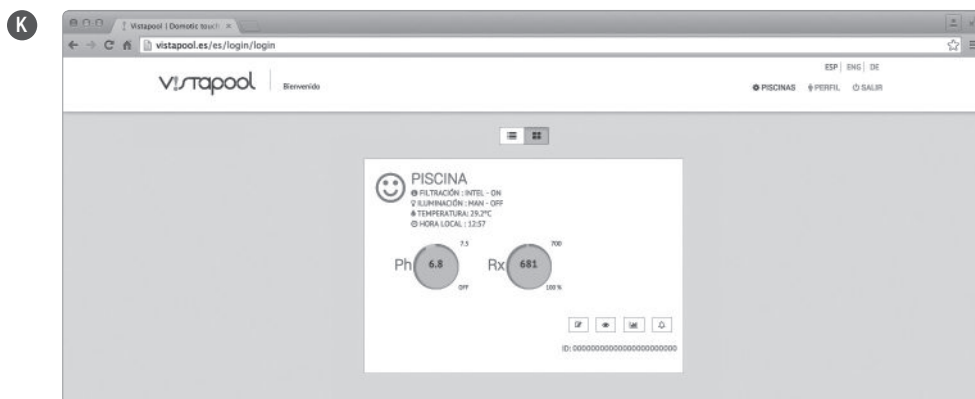 K
Vistapool | Domotic touch
vistapool.es/es/login/login
vistapool
Bienvenido
ESP | ENG | DE
PISCINAS PERFIL SALIR
PISCINA
FILTRACIÓN : INTEL - ON
ILUMINACIÓN : MAN - OFF
TEMPERATURA: 29.2ºC
HORA LOCAL : 12:57
Ph 6.8 7.5 OFF
Rx 681 700 100 %
ID: 000000000000000000000000